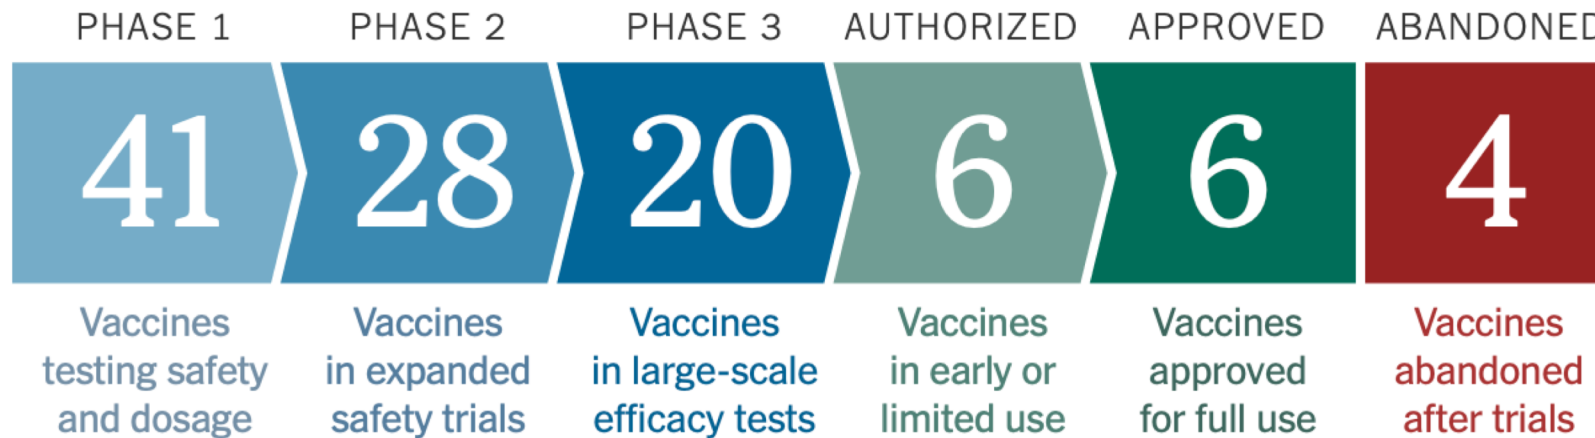 PHASE 1 PHASE 2 PHASE 3 AUTHORIZED APPROVED ABANDONED
41 28 20 6 6 4
Vaccines Vaccines Vaccines Vaccines Vaccines Vaccines
testing safety in expanded in large-scale in early or approved abandoned
and dosage safety trials efficacy tests limited use for full use after trials